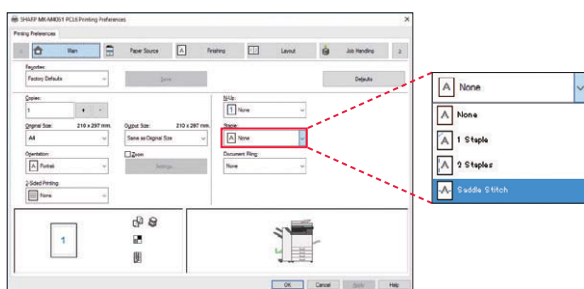 SHARP MX-M4051 PCL6 Printing Preferences
Printing Preferences
Main
Paper Source
Finishing
Layout
Job Handling
Favorites:
Factory Defaults
Save
Defaults
Copies:
1
N-Up:
1 None
Original Size: 210 x 297 mm.
A4
Output Size: 210 x 297 mm.
Same as Original Size
Staple:
None
Orientation:
Portrait
Zoom
Settings
Document Filing:
None
2-Sided Printing:
None
1
OK
Cancel
Apply
Help
A None
A None
A 1 Staple
A 2 Staples
A Saddle Stitch